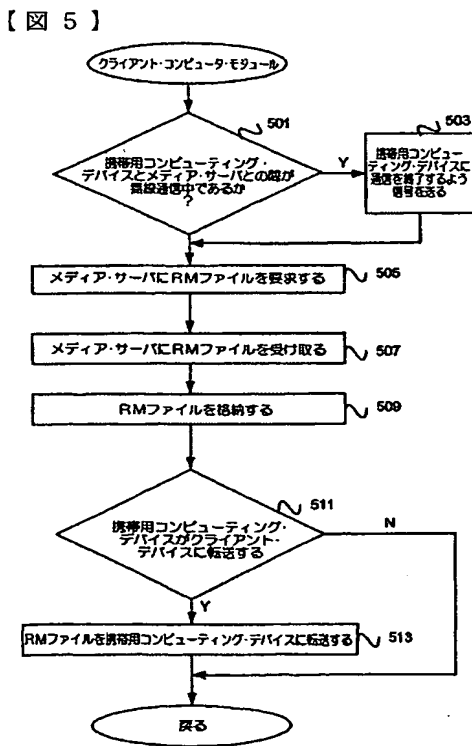 【図5】
クライアント・コンピュータ・モジュール
501
携帯用コンピューティング・
デバイスとメディア・サーバとの間が
無線通信中であるか
?
Y
503
携帯用コンピュー
ティング・デバイスに
通信を終了するよう
信号を送る
メディア・サーバにRMファイルを要求する
505
メディア・サーバにRMファイルを受け取る
507
RMファイルを格納する
509
511
携帯用コンピューティング・
デバイスがクライアント・
デバイスに転送する
N
Y
RMファイルを携帯用コンピューティング・デバイスに転送する
513
戻る